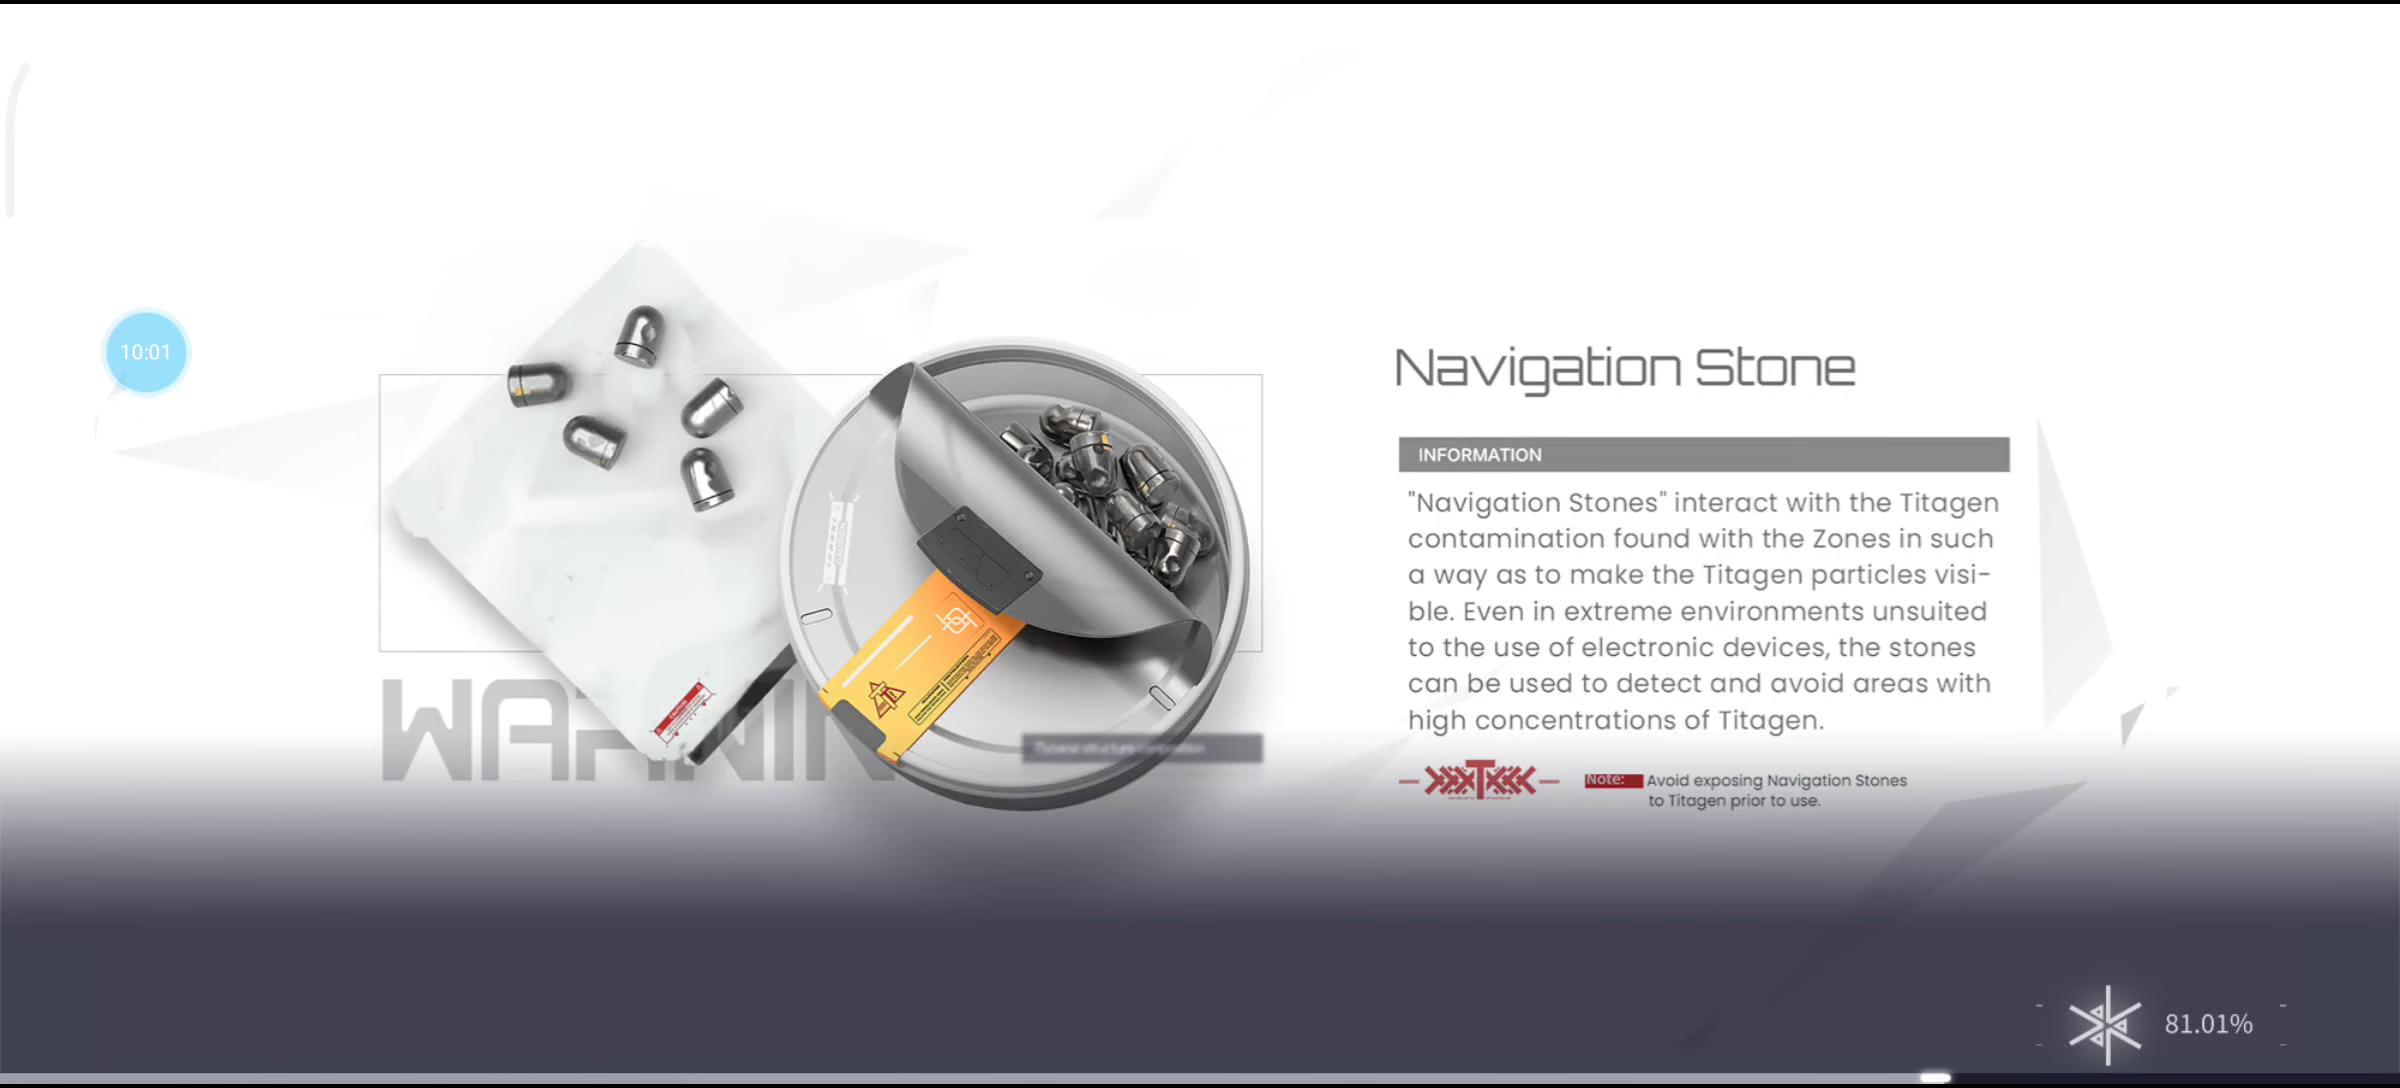 10:01
Navigation Stone
INFORMATION
"Navigation Stones" interact with the Titagen
contamination found with the Zones in such
a way as to make the Titagen particles visi-
ble. Even in extreme environments unsuited
to the use of electronic devices, the stones
can be used to detect and avoid areas with
high concentrations of Titagen.
Note: Avoid exposing Navigation Stones
to Titagen prior to use.
CAUTION
81.01%